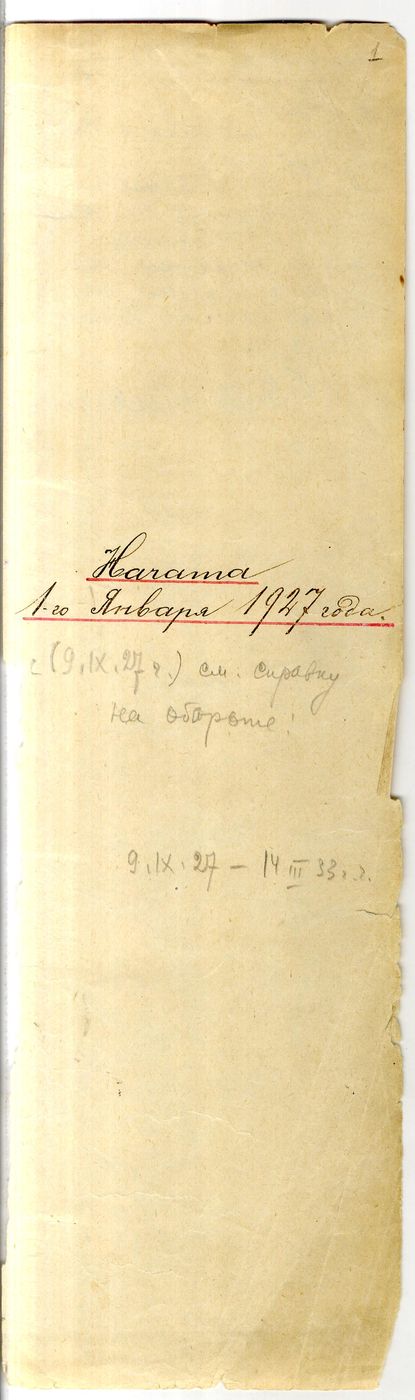 1
Начата
1-го Января 1927 года.
с (9.IX.27 г.) см. справку
на обороте!
9.IX.27 – 14 III 33 г.г.